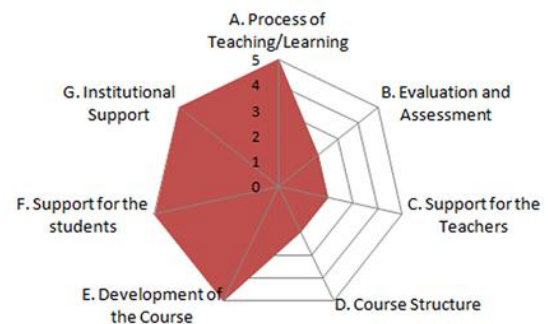 A. Process of
Teaching/Learning
B. Evaluation and
Assessment
C. Support for the
Teachers
D. Course Structure
E. Development of
the Course
F. Support for the
students
G. Institutional
Support
5
4
3
2
1
0